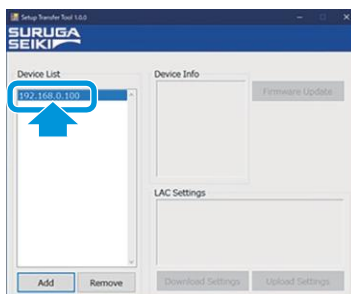 Setup Transfer Tool 1.0.0
SURUGA
SEIKI
Device List
192.168.0.100
Add
Remove
Device Info
Firmware Update
LAC Settings
Download Settings
Upload Settings